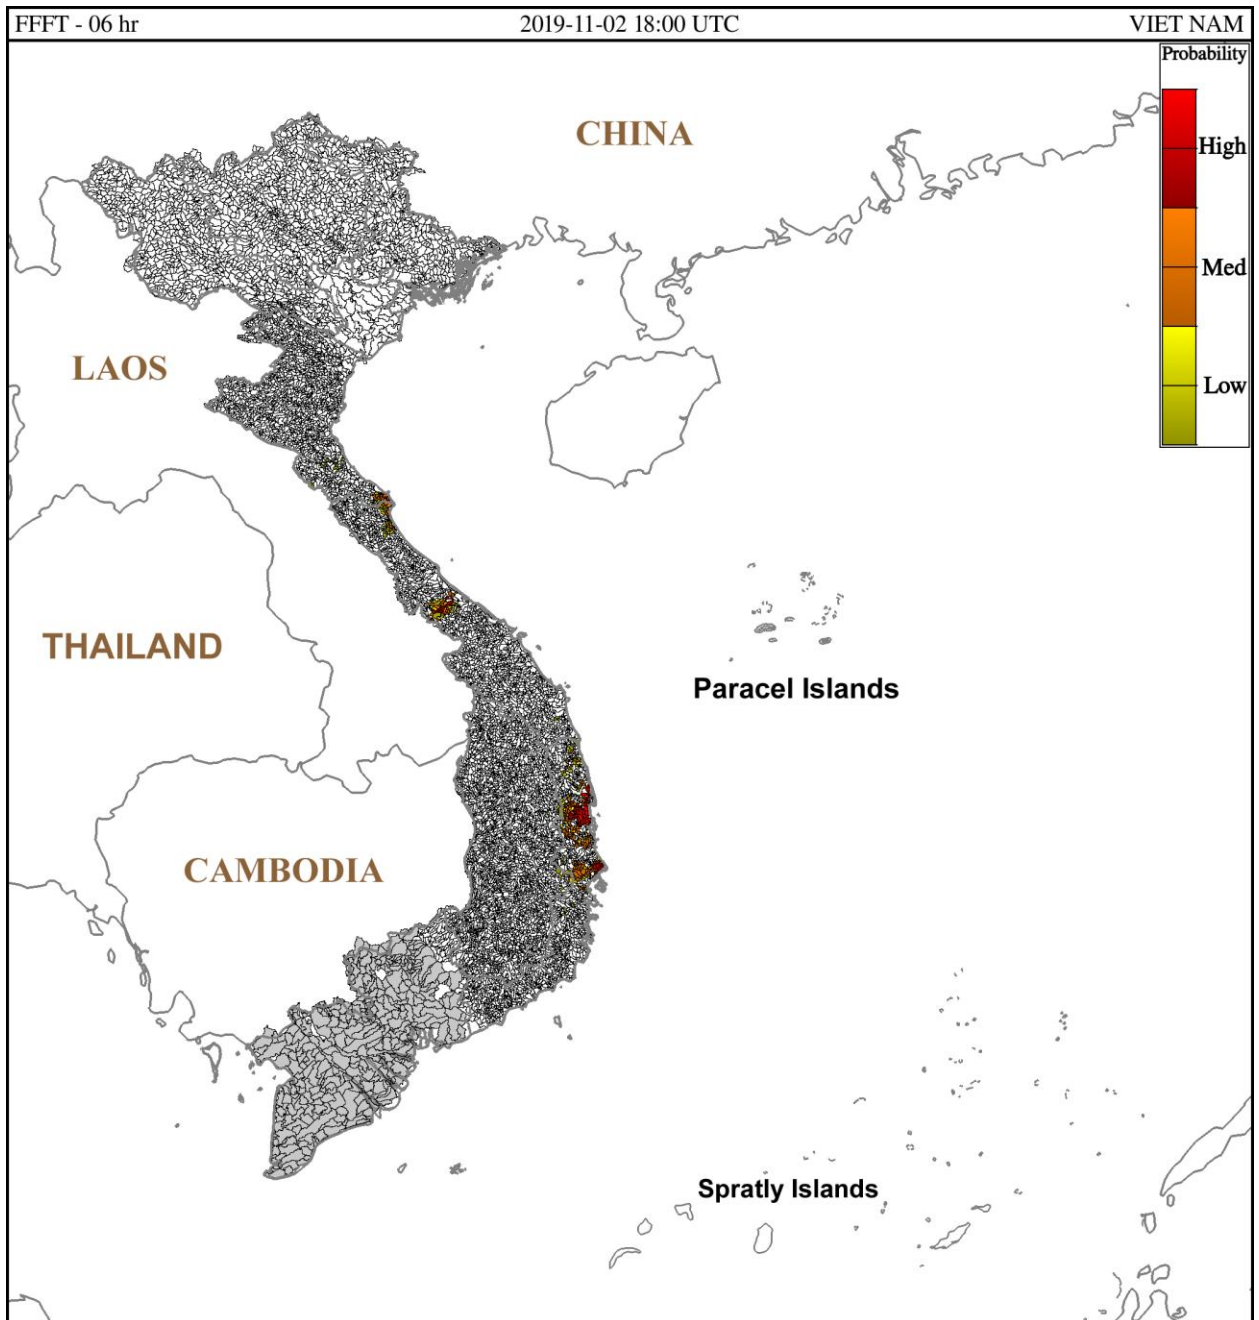 FFFT - 06 hr 2019-11-02 18:00 UTC VIET NAM
Probability
High
Med
Low
CHINA
LAOS
THAILAND
Paracel Islands
CAMBODIA
Spratly Islands